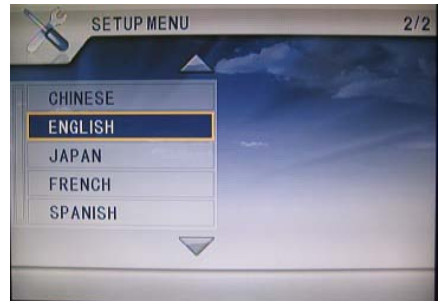 SETUP MENU 2/2
CHINESE
ENGLISH
JAPAN
FRENCH
SPANISH